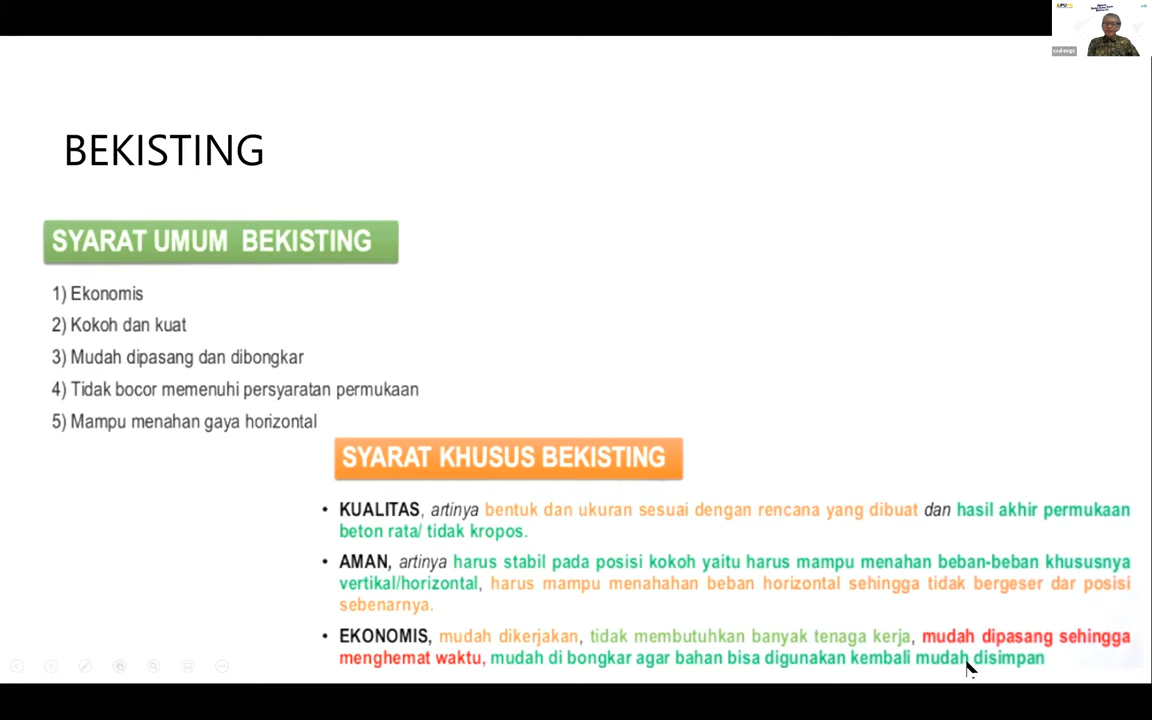 BEKISTING
SYARAT UMUM BEKISTING
1) Ekonomis
2) Kokoh dan kuat
3) Mudah dipasang dan dibongkar
4) Tidak bocor memenuhi persyaratan permukaan
5) Mampu menahan gaya horizontal
SYARAT KHUSUS BEKISTING
• KUALITAS, artinya bentuk dan ukuran sesuai dengan rencana yang dibuat dan hasil akhir permukaan
beton rata/ tidak kropos.
• AMAN, artinya harus stabil pada posisi kokoh yaitu harus mampu menahan beban-beban khususnya
vertikal/horizontal, harus mampu menahahan beban horizontal sehingga tidak bergeser dar posisi
sebenarnya.
• EKONOMIS, mudah dikerjakan, tidak membutuhkan banyak tenaga kerja, mudah dipasang sehingga
menghemat waktu, mudah di bongkar agar bahan bisa digunakan kembali mudah disimpan